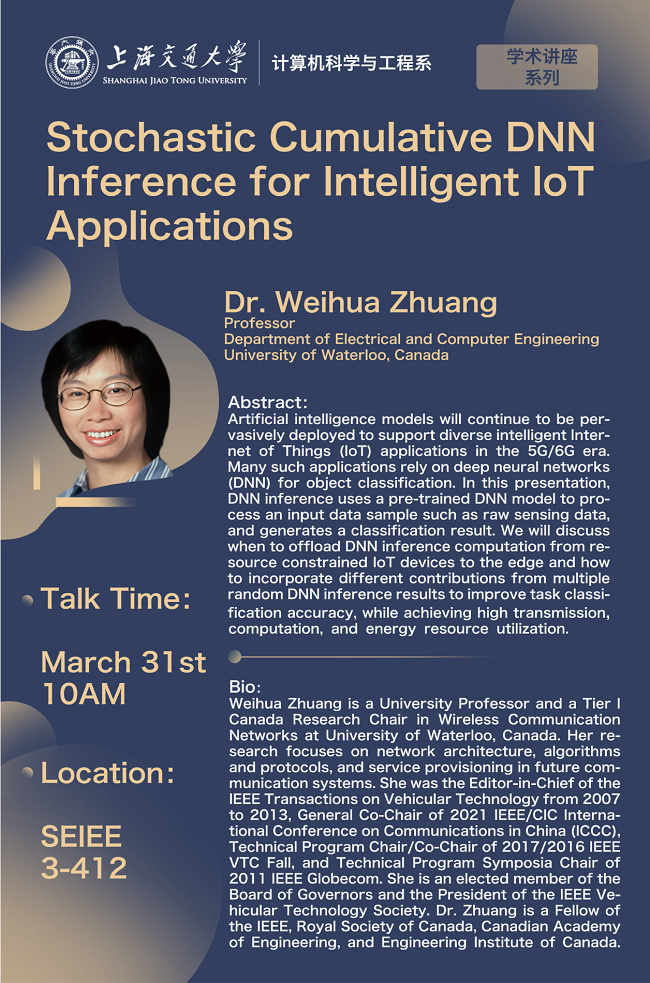 上海交通大学
SHANGHAI JIAO TONG UNIVERSITY
计算机科学与工程系
学术讲座
系列
Stochastic Cumulative DNN
Inference for Intelligent IoT
Applications
Dr. Weihua Zhuang
Professor
Department of Electrical and Computer Engineering
University of Waterloo, Canada
Abstract:
Artificial intelligence models will continue to be per-
vasively deployed to support diverse intelligent Inter-
net of Things (IoT) applications in the 5G/6G era.
Many such applications rely on deep neural networks
(DNN) for object classification. In this presentation,
DNN inference uses a pre-trained DNN model to pro-
cess an input data sample such as raw sensing data,
and generates a classification result. We will discuss
when to offload DNN inference computation from re-
source constrained IoT devices to the edge and how
to incorporate different contributions from multiple
random DNN inference results to improve task classi-
fication accuracy, while achieving high transmission,
computation, and energy resource utilization.
Talk Time:
March 31st
10AM
Location:
SEIEE
3-412
Bio:
Weihua Zhuang is a University Professor and a Tier I
Canada Research Chair in Wireless Communication
Networks at University of Waterloo, Canada. Her re-
search focuses on network architecture, algorithms
and protocols, and service provisioning in future com-
munication systems. She was the Editor-in-Chief of the
IEEE Transactions on Vehicular Technology from 2007
to 2013, General Co-Chair of 2021 IEEE/CIC Interna-
tional Conference on Communications in China (ICCC),
Technical Program Chair/Co-Chair of 2017/2016 IEEE
VTC Fall, and Technical Program Symposia Chair of
2011 IEEE Globecom. She is an elected member of the
Board of Governors and the President of the IEEE Ve-
hicular Technology Society. Dr. Zhuang is a Fellow of
the IEEE, Royal Society of Canada, Canadian Academy
of Engineering, and Engineering Institute of Canada.